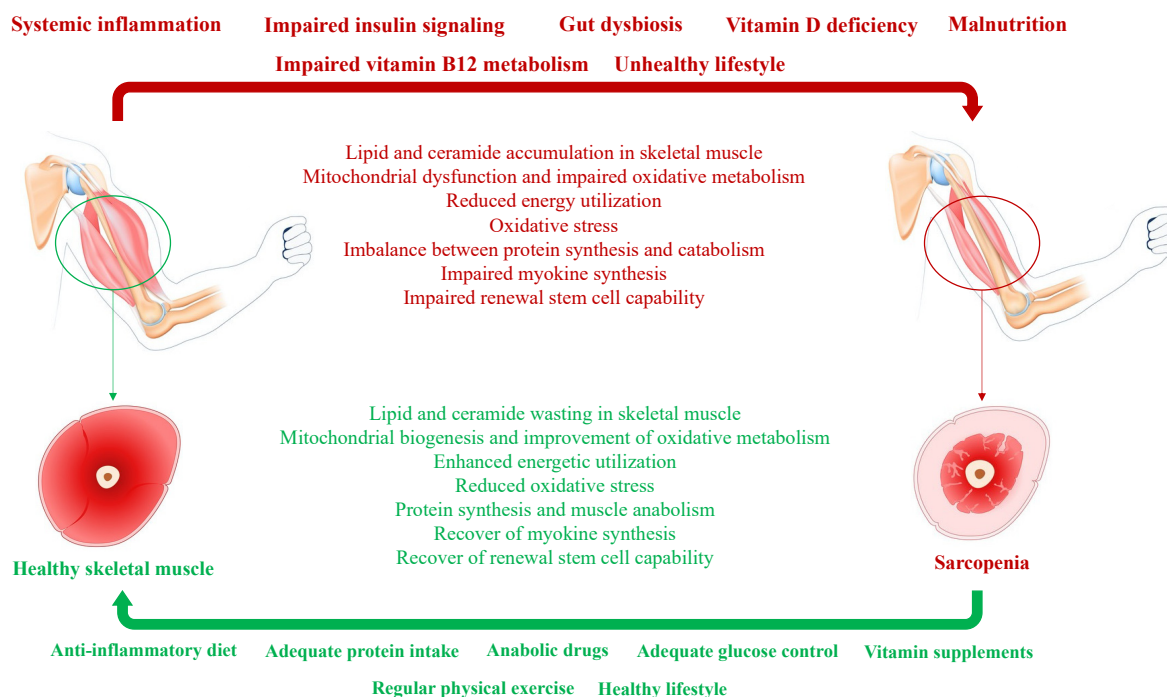 Systemic inflammation Impaired insulin signaling Gut dysbiosis Vitamin D deficiency Malnutrition
Impaired vitamin B12 metabolism Unhealthy lifestyle
Lipid and ceramide accumulation in skeletal muscle
Mitochondrial dysfunction and impaired oxidative metabolism
Reduced energy utilization
Oxidative stress
Imbalance between protein synthesis and catabolism
Impaired myokine synthesis
Impaired renewal stem cell capability
Lipid and ceramide wasting in skeletal muscle
Mitochondrial biogenesis and improvement of oxidative metabolism
Enhanced energetic utilization
Reduced oxidative stress
Protein synthesis and muscle anabolism
Recover of myokine synthesis
Recover of renewal stem cell capability
Healthy skeletal muscle
Sarcopenia
Anti-inflammatory diet Adequate protein intake Anabolic drugs Adequate glucose control Vitamin supplements
Regular physical exercise Healthy lifestyle